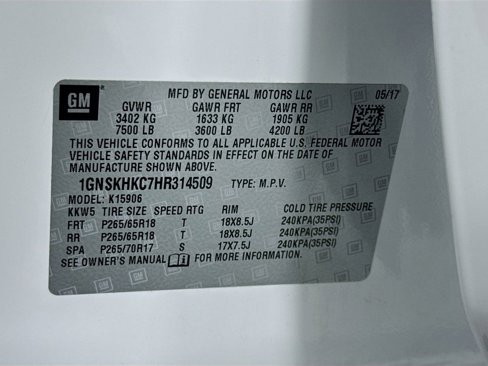 GM
MFD BY GENERAL MOTORS LLC 05/17
GVWR GAWR FRT GAWR RR
3402 KG 1633 KG 1905 KG
7500 LB 3600 LB 4200 LB
THIS VEHICLE CONFORMS TO ALL APPLICABLE U.S. FEDERAL MOTOR
VEHICLE SAFETY STANDARDS IN EFFECT ON THE DATE OF
MANUFACTURE SHOWN ABOVE.
1GNSKHKC7HR314509 TYPE: M.P.V.
MODEL: K15906
KKW5 TIRE SIZE SPEED RTG RIM COLD TIRE PRESSURE
FRT P265/65R18 T 18X8.5J 240KPA(35PSI)
RR P265/65R18 T 18X8.5J 240KPA(35PSI)
SPA P265/70R17 S 17X7.5J 240KPA(35PSI)
SEE OWNER'S MANUAL FOR MORE INFORMATION.